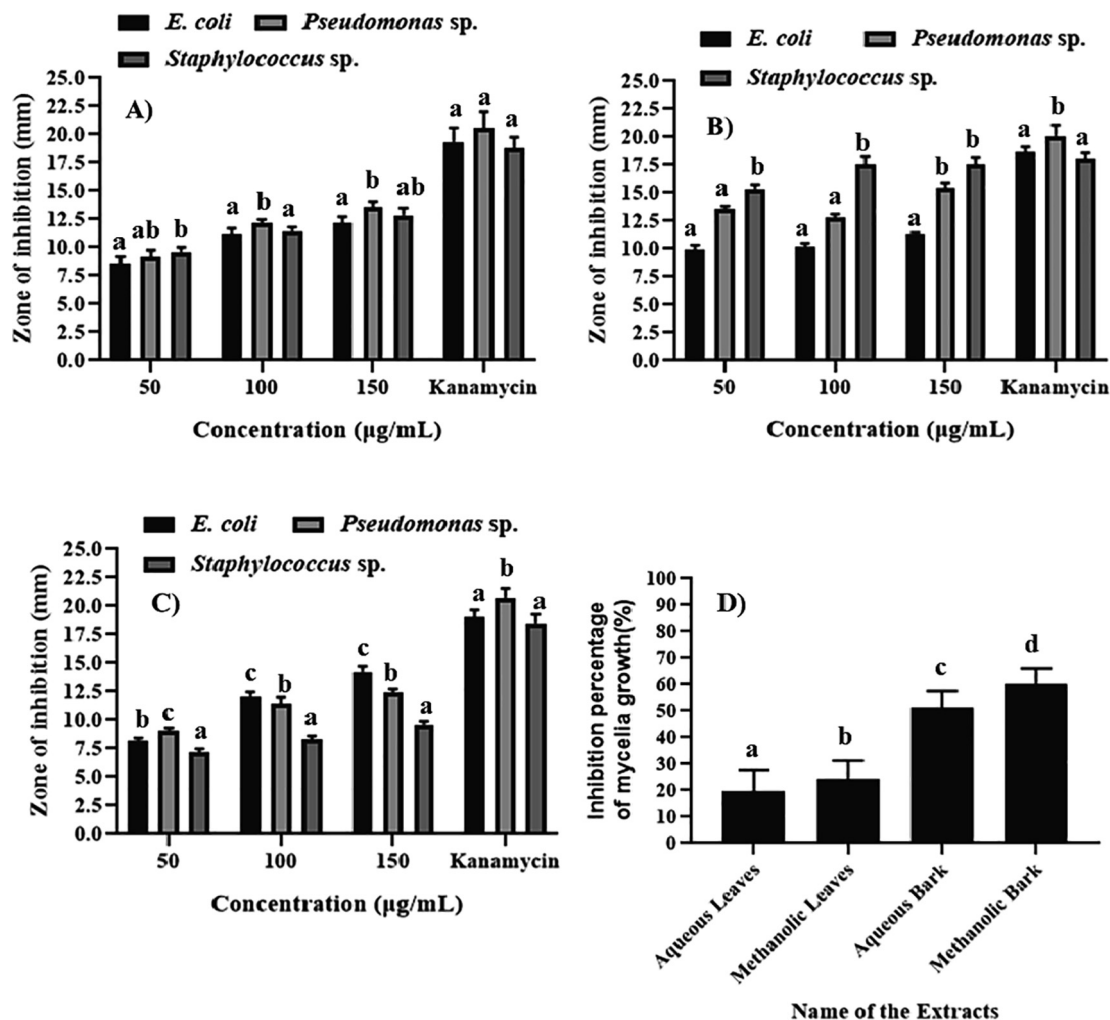 E. coli Pseudomonas sp.
Staphylococcus sp.
A)
Zone of inhibition (mm)
25.0
22.5
20.0
17.5
15.0
12.5
10.0
7.5
5.0
2.5
0.0
a ab b
a b a
a b ab
a a a
50 100 150 Kanamycin
Concentration (µg/mL)
E. coli Pseudomonas sp.
Staphylococcus sp.
B)
Zone of inhibition (mm)
25.0
22.5
20.0
17.5
15.0
12.5
10.0
7.5
5.0
2.5
0.0
a a b
a a b
a b b
a b a
50 100 150 Kanamycin
Concentration (µg/mL)
E. coli Pseudomonas sp.
Staphylococcus sp.
C)
Zone of inhibition (mm)
25.0
22.5
20.0
17.5
15.0
12.5
10.0
7.5
5.0
2.5
0.0
b c a
c b a
c b a
a b a
50 100 150 Kanamycin
Concentration (µg/mL)
D)
Inhibition percentage
of mycelia growth(%)
100
90
80
70
60
50
40
30
20
10
0
a b c d
Aqueous Leaves
Methanolic Leaves
Aqueous Bark
Methanolic Bark
Name of the Extracts